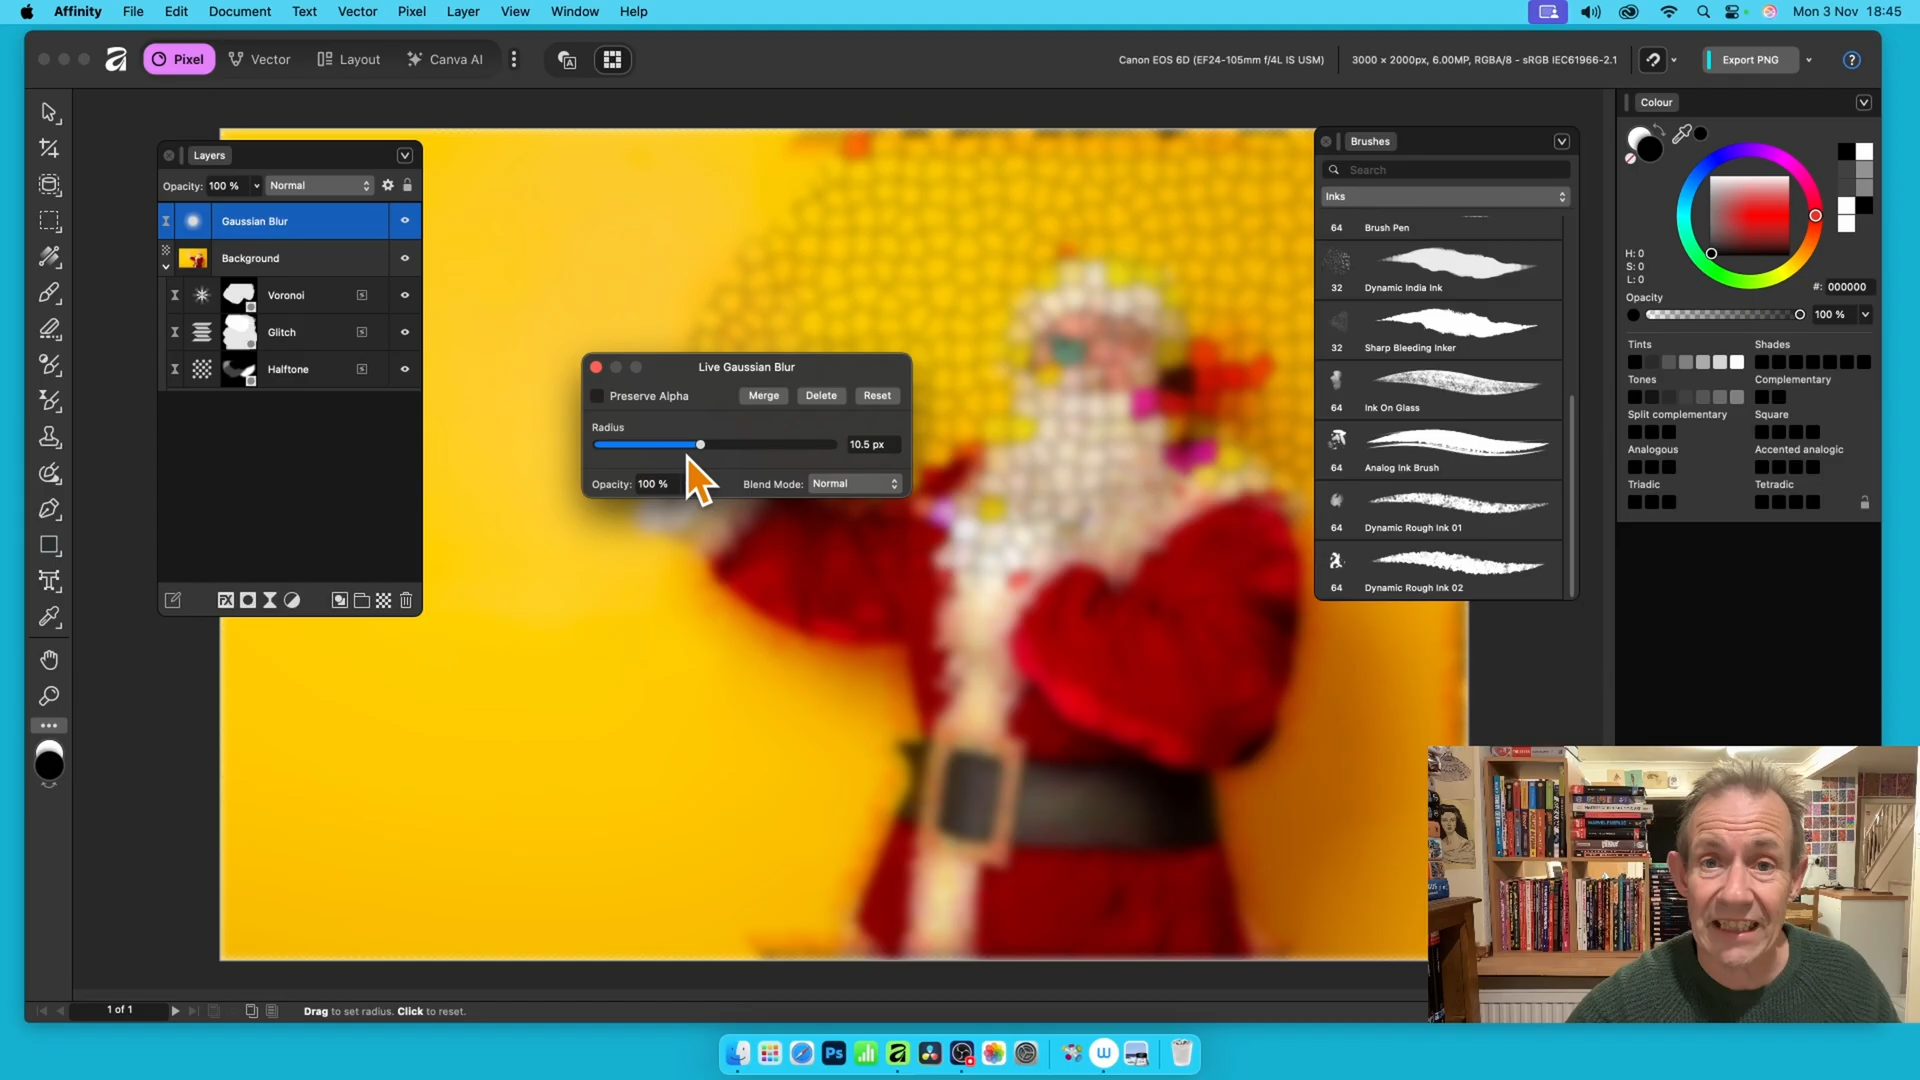 Affinity File Edit Document Text Vector Pixel Layer View Window Help Mon 3 Nov 18:45
Pixel Vector Layout Canva AI Canon EOS 6D (EF24-105mm f/4L IS USM) 3000 × 2000px, 6.00MP, RGBA/8 - sRGB IEC61966-2.1 Export PNG ?
Layers
Opacity: 100 % Normal
Gaussian Blur
Background
Voronoi
Glitch
Halftone
Live Gaussian Blur
Preserve Alpha Merge Delete Reset
Radius
10.5 px
Opacity: 100 % Blend Mode: Normal
Brushes
Search
Inks
64 Brush Pen
32 Dynamic India Ink
32 Sharp Bleeding Inker
64 Ink On Glass
64 Analog Ink Brush
64 Dynamic Rough Ink 01
64 Dynamic Rough Ink 02
Colour
H: 0
S: 0
L: 0
#: 000000
Opacity
100 %
Tints Shades
Tones Complementary
Split complementary Square
Analogous Accented analogic
Triadic Tetradic
1 of 1 Drag to set radius. Click to reset.
Ps